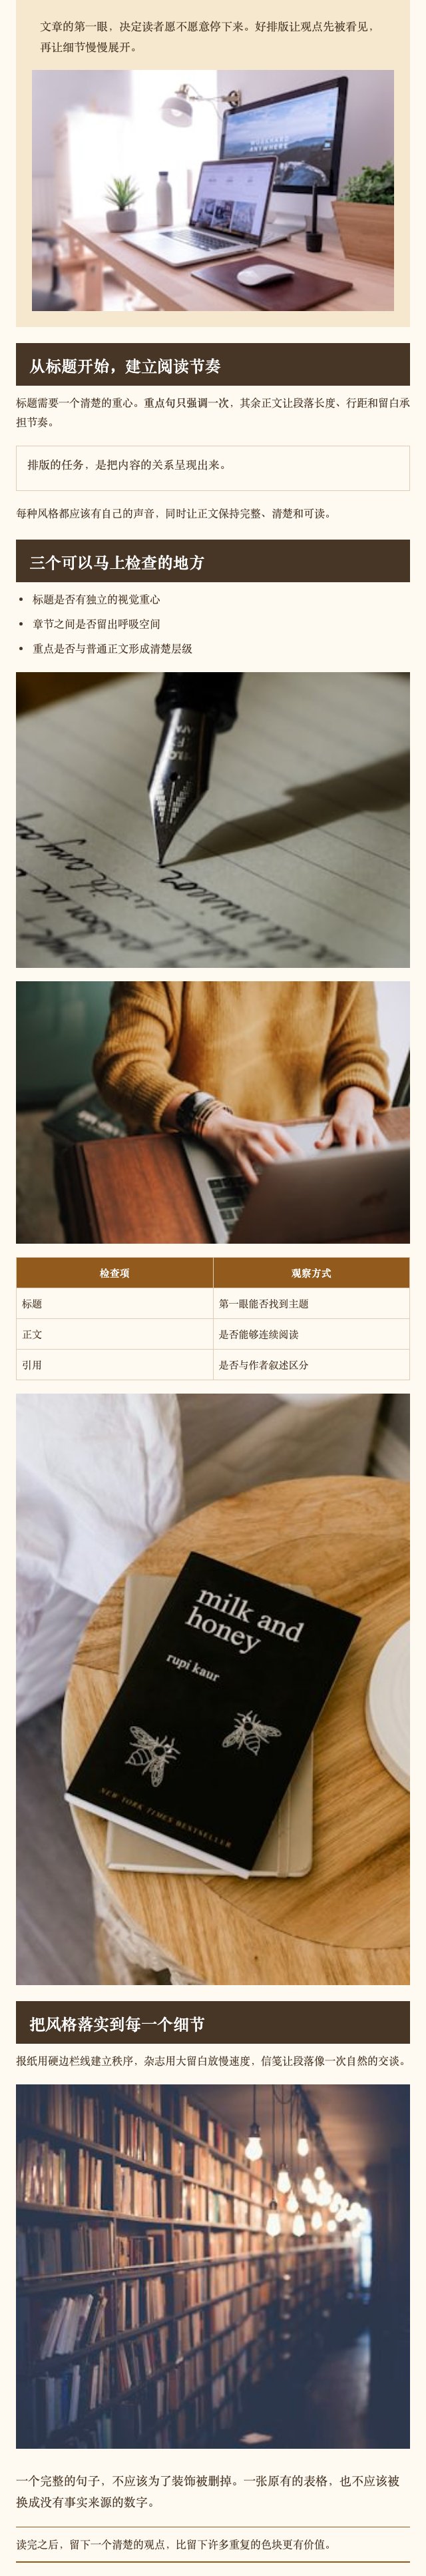 文章的第一眼，决定读者愿不愿意停下来。好排版让观点先被看见，
再让细节慢慢展开。
从标题开始，建立阅读节奏
标题需要一个清楚的重心。重点句只强调一次，其余正文让段落长度、行距和留白承
担节奏。
排版的任务，是把内容的关系呈现出来。
每种风格都应该有自己的声音，同时让正文保持完整、清楚和可读。
三个可以马上检查的地方
• 标题是否有独立的视觉重心
• 章节之间是否留出呼吸空间
• 重点是否与普通正文形成清楚层级
检查项 观察方式
标题 第一眼能否找到主题
正文 是否能够连续阅读
引用 是否与作者叙述区分
milk and
honey
rupi kaur
NEW YORK TIMES BESTSELLER
把风格落实到每一个细节
报纸用硬边栏线建立秩序，杂志用大留白放慢速度，信笺让段落像一次自然的交谈。
一个完整的句子，不应该为了装饰被删掉。一张原有的表格，也不应该被
换成没有事实来源的数字。
读完之后，留下一个清楚的观点，比留下许多重复的色块更有价值。